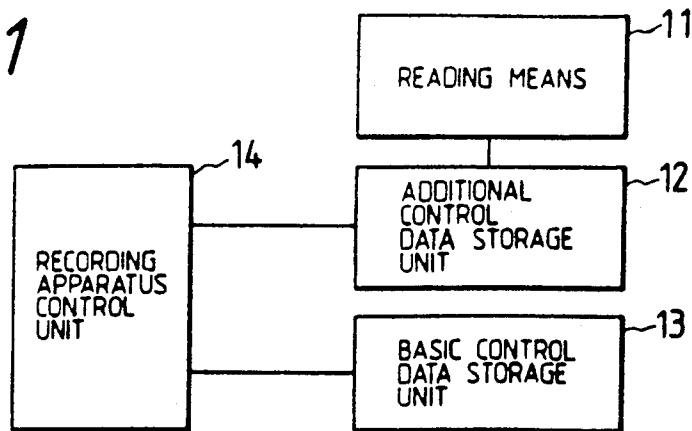 1
11
READING MEANS
14
12
ADDITIONAL
CONTROL
DATA STORAGE
UNIT
RECORDING
APPARATUS
CONTROL
UNIT
13
BASIC CONTROL
DATA STORAGE
UNIT